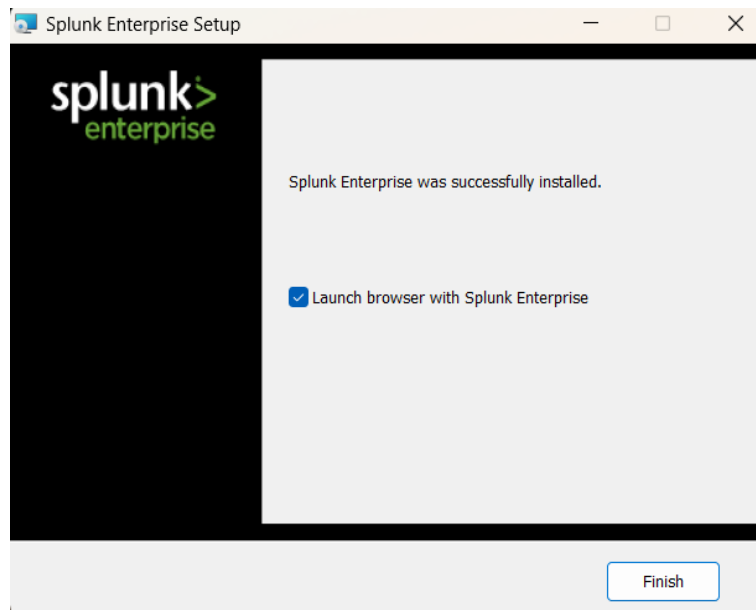 Splunk Enterprise Setup
splunk>
enterprise
Splunk Enterprise was successfully installed.
Launch browser with Splunk Enterprise
Finish